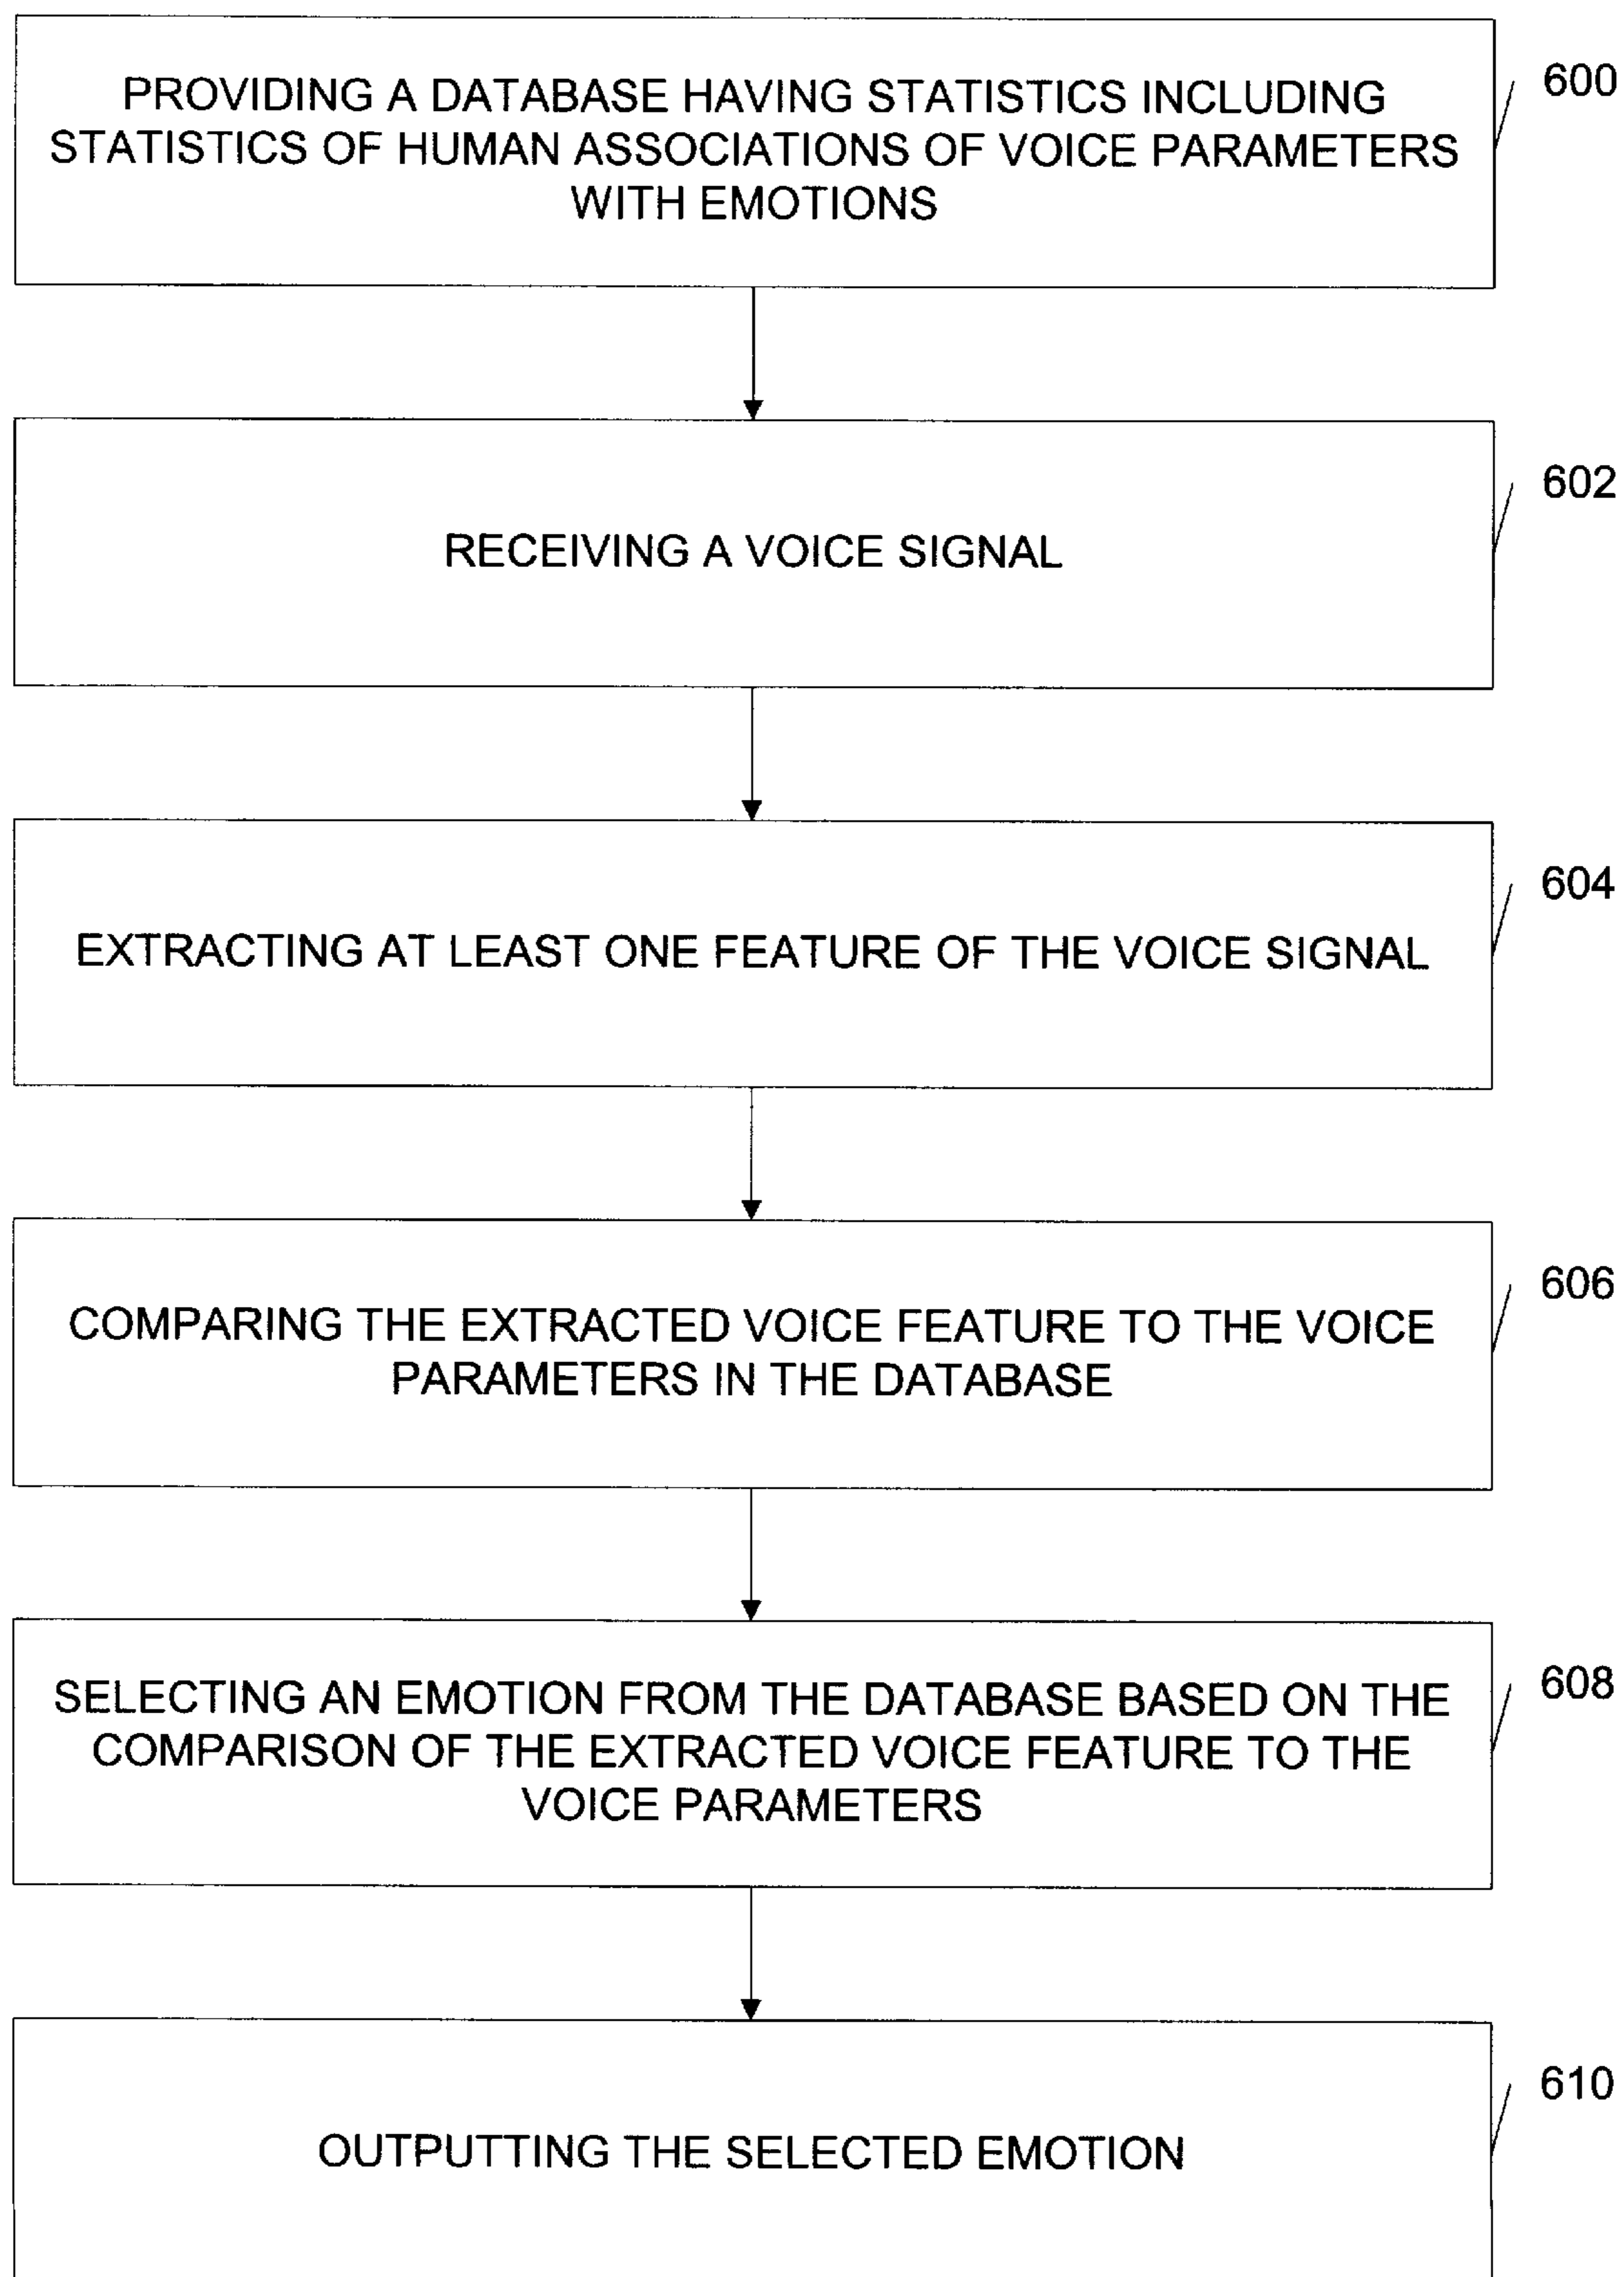 PROVIDING A DATABASE HAVING STATISTICS INCLUDING
STATISTICS OF HUMAN ASSOCIATIONS OF VOICE PARAMETERS
WITH EMOTIONS
600
RECEIVING A VOICE SIGNAL
602
EXTRACTING AT LEAST ONE FEATURE OF THE VOICE SIGNAL
604
COMPARING THE EXTRACTED VOICE FEATURE TO THE VOICE
PARAMETERS IN THE DATABASE
606
SELECTING AN EMOTION FROM THE DATABASE BASED ON THE
COMPARISON OF THE EXTRACTED VOICE FEATURE TO THE
VOICE PARAMETERS
608
OUTPUTTING THE SELECTED EMOTION
610